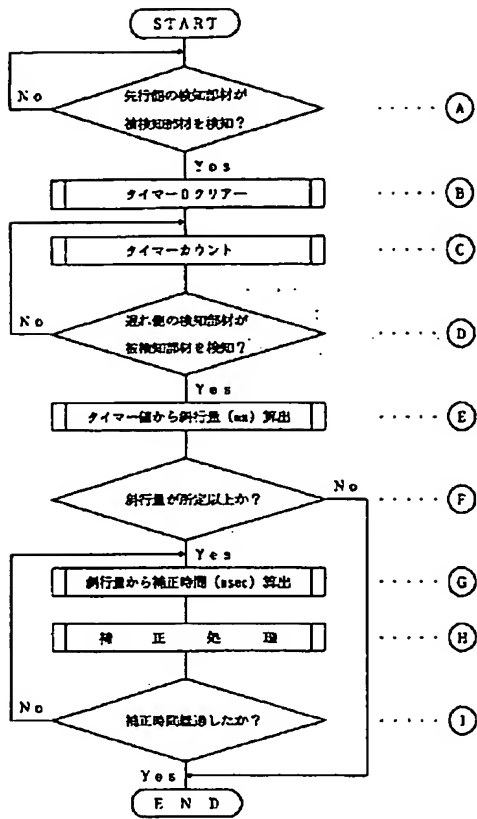 START
先行側の検知部材が
被検知部材を検知?
No
A
Yes
タイマー0クリアー
B
タイマーカウント
C
遅れ側の検知部材が
被検知部材を検知?
No
D
Yes
タイマー値から斜行量(mm)算出
E
斜行量が所定以上か?
No
F
Yes
斜行量から補正時間(msec)算出
G
補正処理
H
補正時間経過したか?
No
I
Yes
END